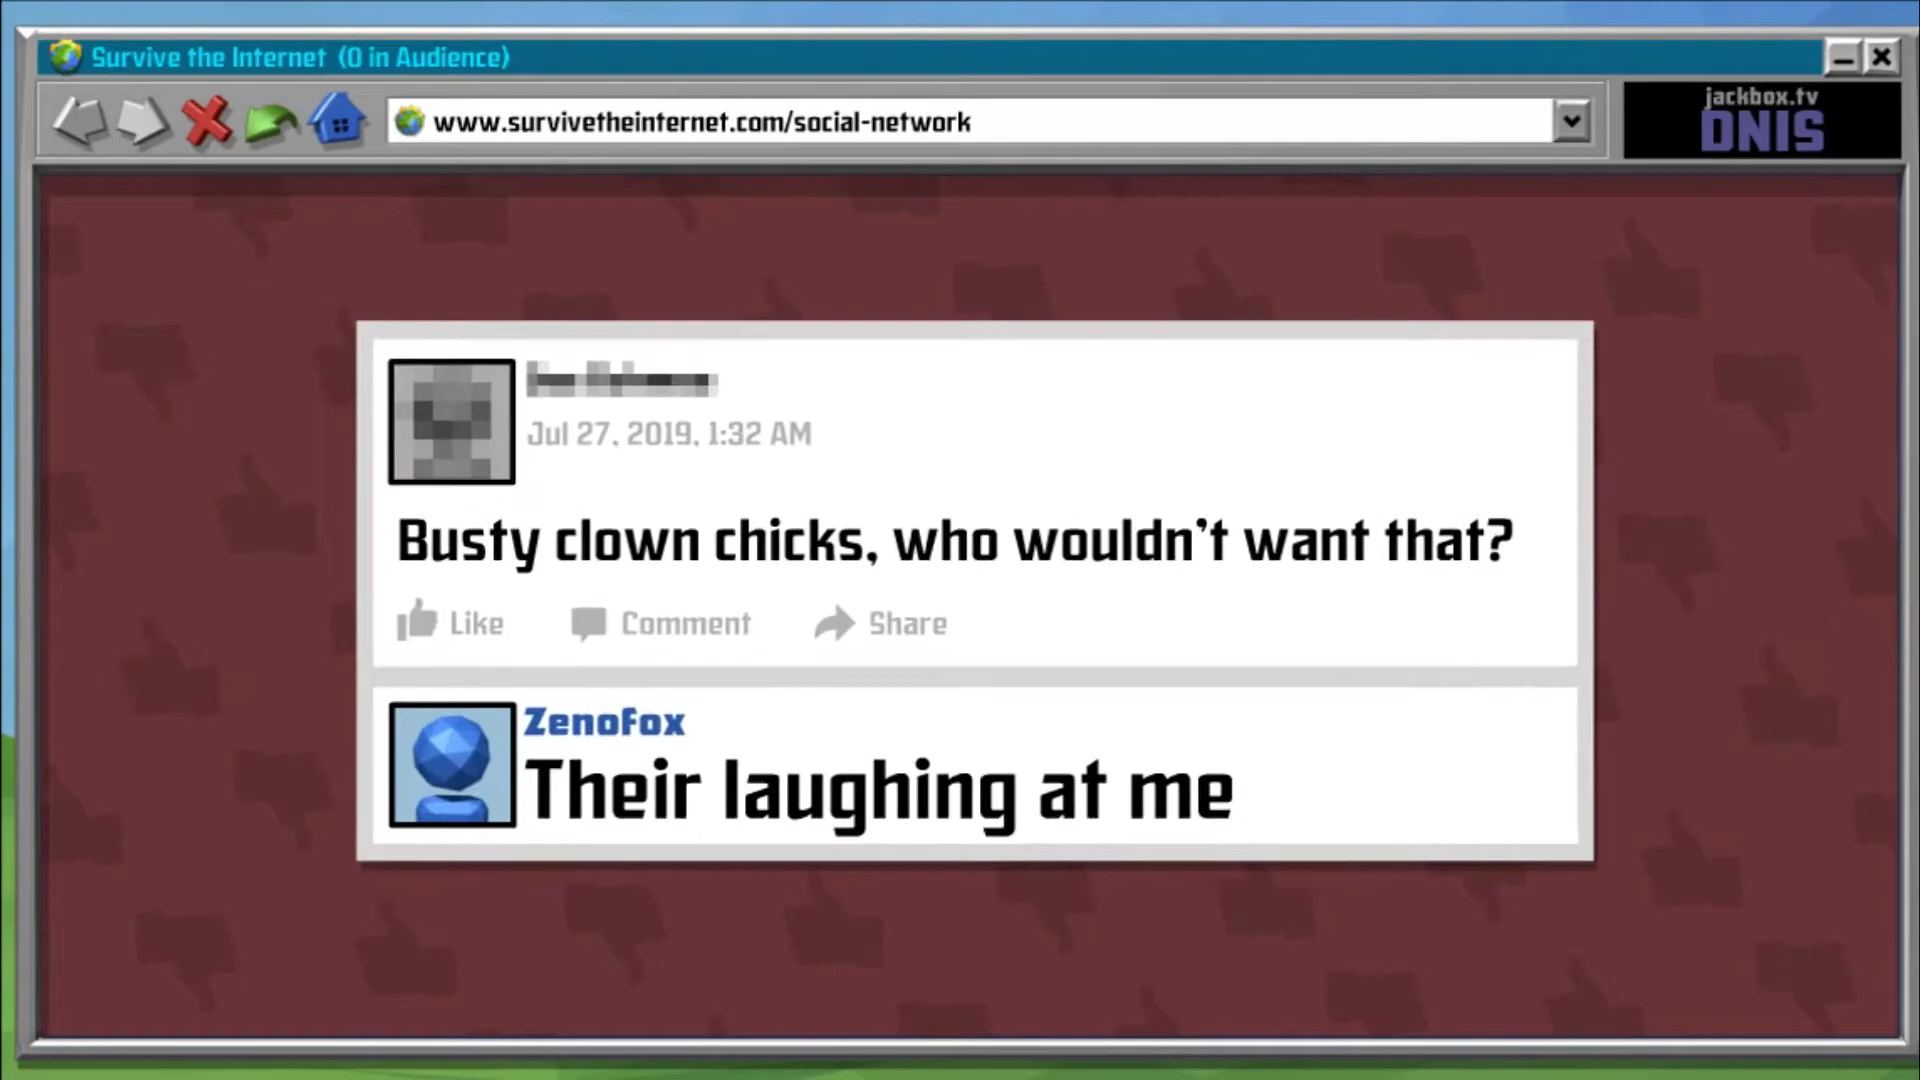 Survive the Internet (0 in Audience)
www.survivetheinternet.com/social-network
jackbox.tv
DNIS
Jul 27, 2019, 1:32 AM
Busty clown chicks, who wouldn't want that?
Like Comment Share
Zenofox
Their laughing at me